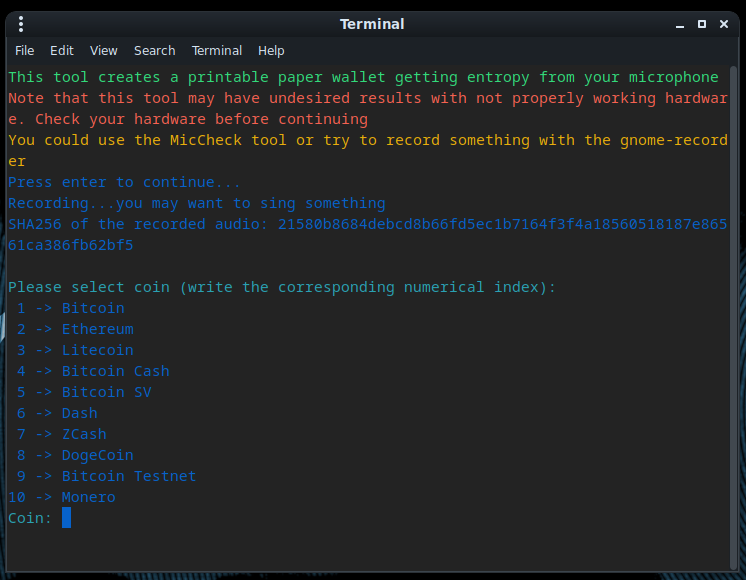 Terminal
File Edit View Search Terminal Help
This tool creates a printable paper wallet getting entropy from your microphone
Note that this tool may have undesired results with not properly working hardwar
e. Check your hardware before continuing
You could use the MicCheck tool or try to record something with the gnome-record
er
Press enter to continue...
Recording...you may want to sing something
SHA256 of the recorded audio: 21580b8684debcd8b66fd5ec1b7164f3f4a18560518187e865
61ca386fb62bf5
Please select coin (write the corresponding numerical index):
1 -> Bitcoin
2 -> Ethereum
3 -> Litecoin
4 -> Bitcoin Cash
5 -> Bitcoin SV
6 -> Dash
7 -> ZCash
8 -> DogeCoin
9 -> Bitcoin Testnet
10 -> Monero
Coin: